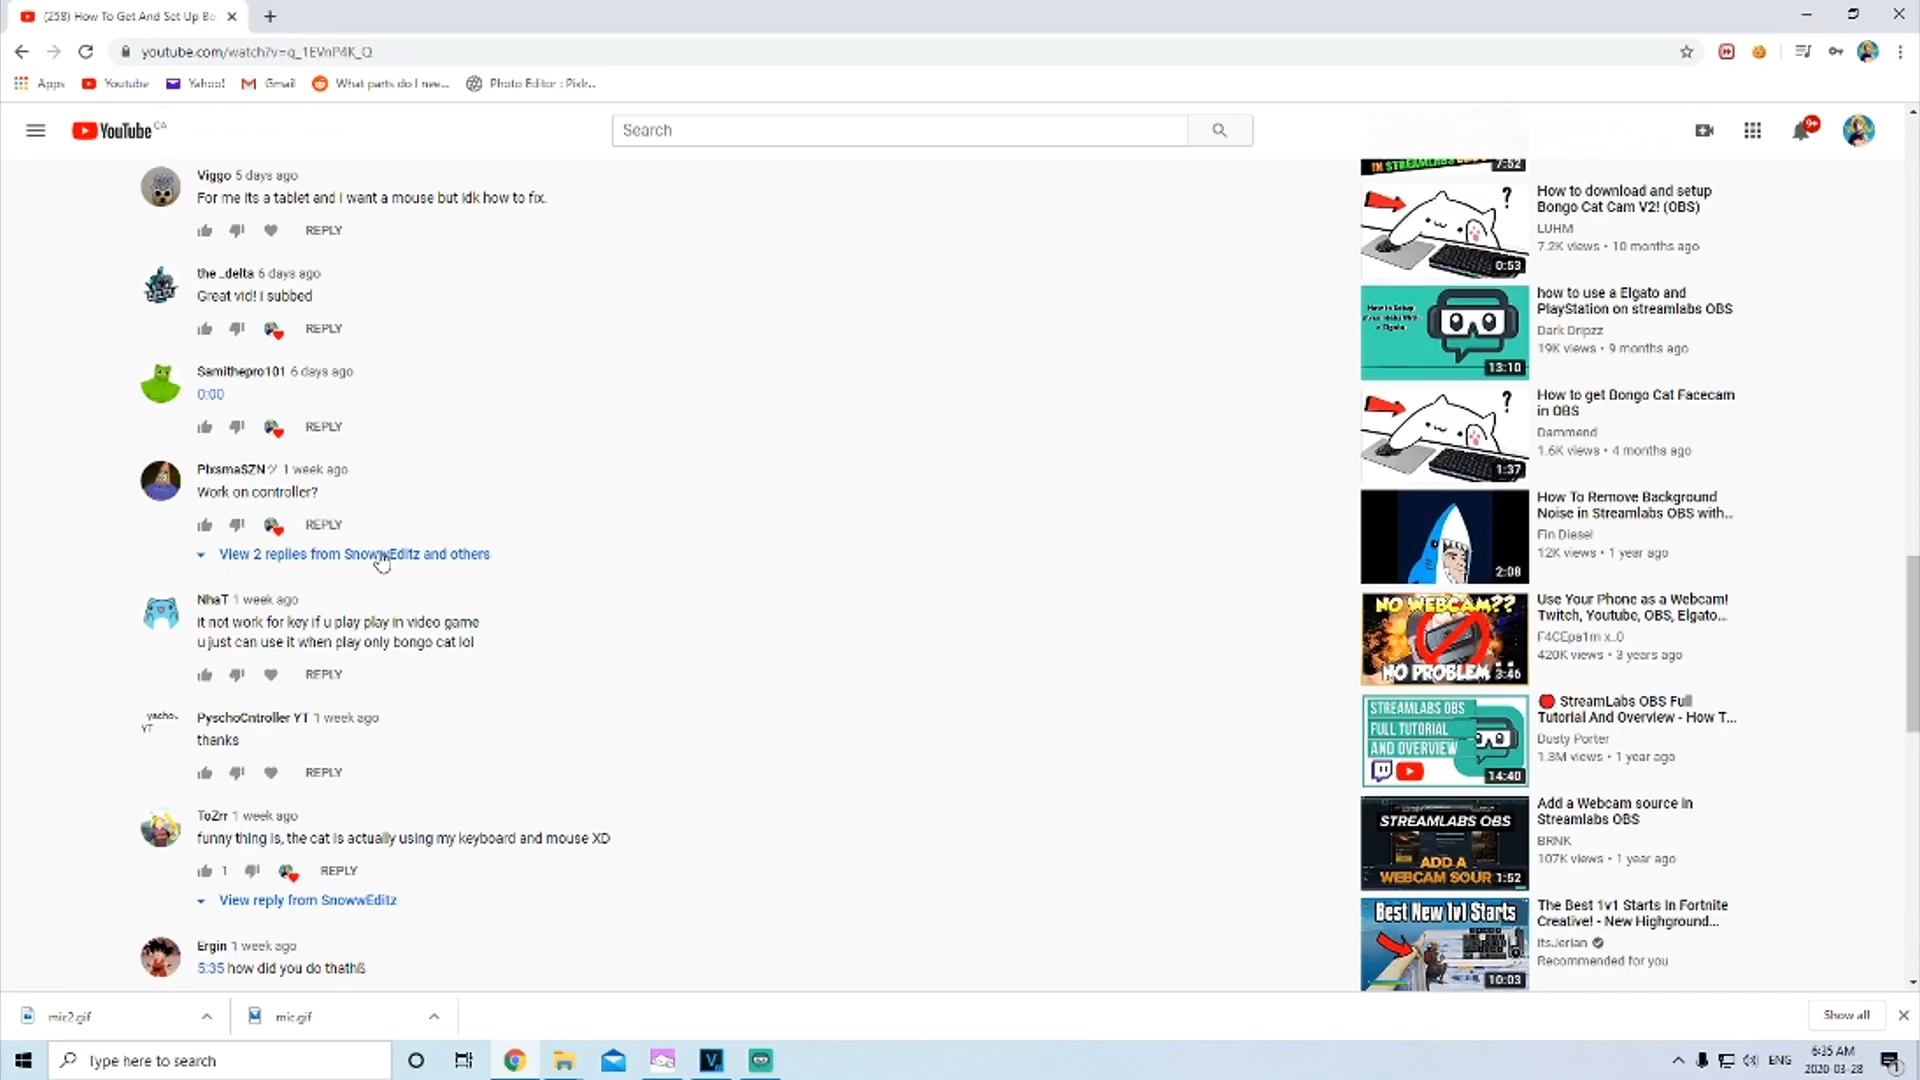 (258) How To Get And Set Up Bo
youtube.com/watch?v=q_1EVnP4K_Q
Apps
Youtube
Yahoo!
Gmail
What parts do I nee...
Photo Editor : Pixlr...
YouTube CA
Search
9+
Viggo 5 days ago
For me its a tablet and i want a mouse but idk how to fix.
REPLY
the _delta 6 days ago
Great vid! I subbed
REPLY
Samithepro101 6 days ago
0:00
REPLY
PlxsmaSZN ツ 1 week ago
Work on controller?
REPLY
View 2 replies from SnowwEditz and others
NhaT 1 week ago
it not work for key if u play play in video game
u just can use it when play only bongo cat lol
REPLY
yacho.
YT
PyschoCntroller YT 1 week ago
thanks
REPLY
ToZrr 1 week ago
funny thing is, the cat is actually using my keyboard and mouse XD
1
REPLY
View reply from SnowwEditz
Ergin 1 week ago
5:35 how did you do thathß
IN STREAMLABS
7:52
?
0:53
How to download and setup
Bongo Cat Cam V2! (OBS)
LUHM
7.2K views • 10 months ago
13:10
how to use a Elgato and
PlayStation on streamlabs OBS
Dark Dripzz
19K views • 9 months ago
?
1:37
How to get Bongo Cat Facecam
in OBS
Dammend
1.6K views • 4 months ago
2:08
How To Remove Background
Noise in Streamlabs OBS with...
Fin Diesel
12K views • 1 year ago
NO WEBCAM??
NO PROBLEM
3:46
Use Your Phone as a Webcam!
Twitch, Youtube, OBS, Elgato...
F4CEpa1m x_0
420K views • 3 years ago
STREAMLABS OBS
FULL TUTORIAL
AND OVERVIEW
14:40
StreamLabs OBS Full
Tutorial And Overview - How T...
Dusty Porter
1.3M views • 1 year ago
STREAMLABS OBS
ADD A
WEBCAM SOUR
1:52
Add a Webcam source in
Streamlabs OBS
BRNK
107K views • 1 year ago
Best New 1v1 Starts
10:03
The Best 1v1 Starts In Fortnite
Creative! - New Highground...
ItsJerian
Recommended for you
mic2.gif
mic.gif
Show all
Type here to search
ENG
6:35 AM
2020-03-28
1